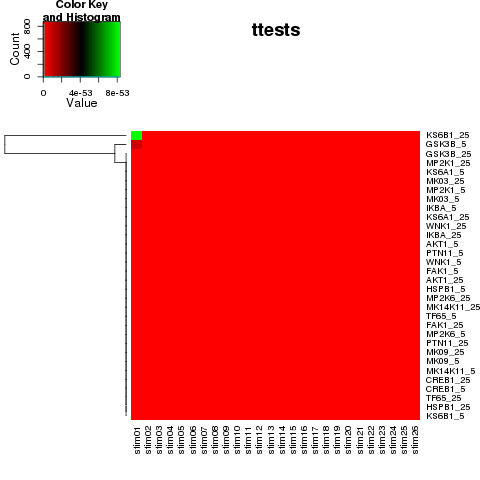 Color Key
and Histogram
ttests
Count
0 400 800
0 4e-53 8e-53
Value
KS6B1_25
GSK3B_5
GSK3B_25
MP2K1_25
KS6A1_5
MK03_25
MP2K1_5
MK03_5
IKBA_5
KS6A1_25
WNK1_25
IKBA_25
AKT1_5
PTN11_5
WNK1_5
FAK1_5
AKT1_25
HSPB1_5
MP2K6_25
MK14K11_25
TF65_5
FAK1_25
MP2K6_5
PTN11_25
MK09_25
MK09_5
MK14K11_5
CREB1_25
CREB1_5
TF65_25
HSPB1_25
KS6B1_5
stim01
stim02
stim03
stim04
stim05
stim06
stim07
stim08
stim09
stim10
stim11
stim12
stim13
stim14
stim15
stim16
stim17
stim18
stim19
stim20
stim21
stim22
stim23
stim24
stim25
stim26